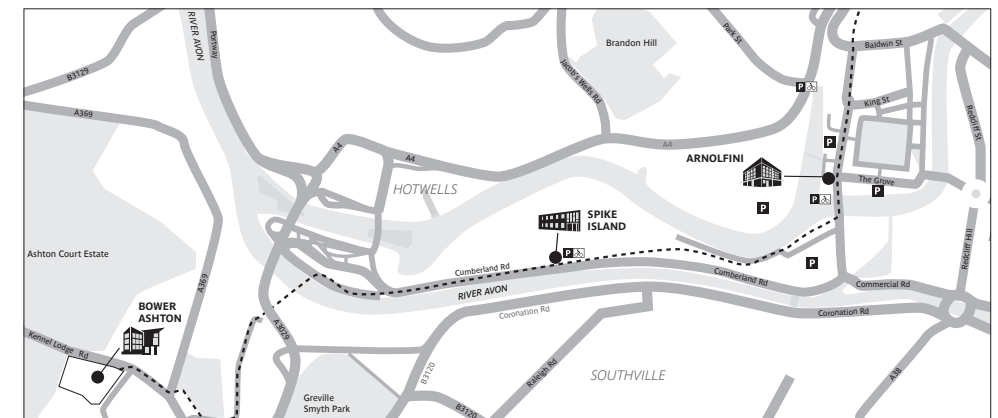 RIVER AVON
Portway
B3129
A369
Ashton Court Estate
A369
BOWER
ASHTON
Kennel Lodge Rd
A3029
Greville
Smyth Park
A4
A4
HOTWELLS
Brandon Hill
Jacob's Wells Rd
Park St
A4
Baldwin St
King St
Redcliff St
P
P
ARNOLFINI
The Grove
P
P
P
P
SPIKE
ISLAND
P
Cumberland Rd
RIVER AVON
Coronation Rd
Cumberland Rd
Commercial Rd
Coronation Rd
Redcliff Hill
B3120
B3120
Raleigh Rd
SOUTHVILLE
A38